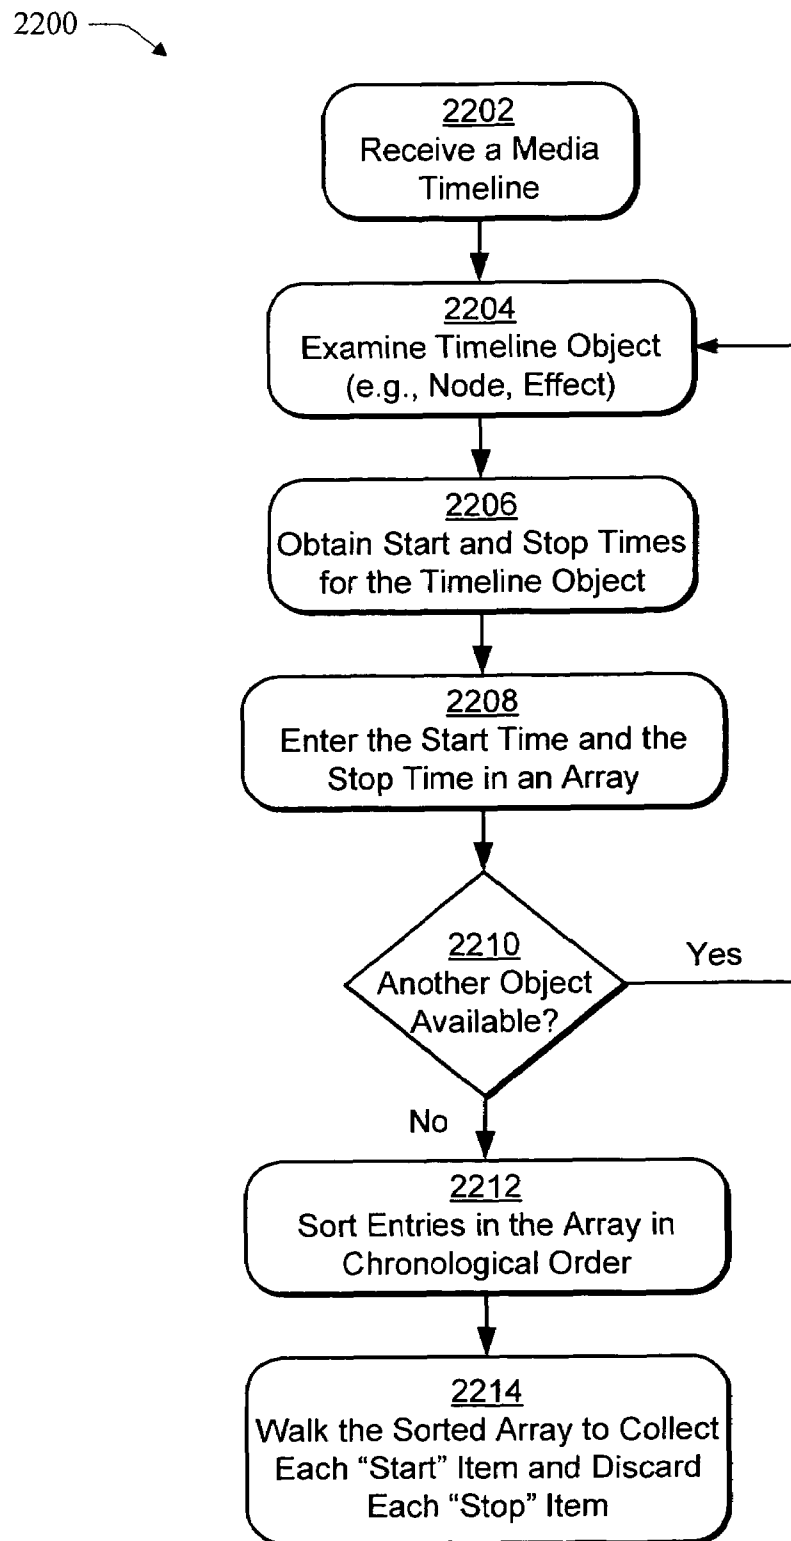 2200
2202
Receive a Media
Timeline
2204
Examine Timeline Object
(e.g., Node, Effect)
2206
Obtain Start and Stop Times
for the Timeline Object
2208
Enter the Start Time and the
Stop Time in an Array
2210
Another Object
Available?
Yes
No
2212
Sort Entries in the Array in
Chronological Order
2214
Walk the Sorted Array to Collect
Each “Start” Item and Discard
Each “Stop” Item